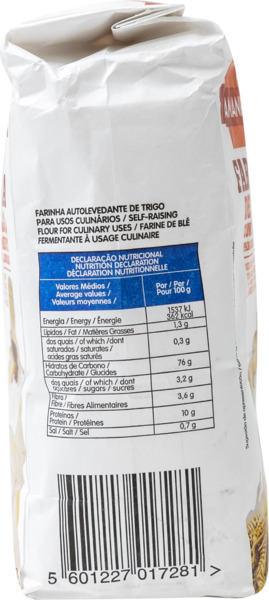 FARINHA AUTOLEVEDANTE DE TRIGO
PARA USOS CULINÁRIOS / SELF-RAISING
FLOUR FOR CULINARY USES / FARINE DE BLÉ
FERMENTANTE À USAGE CULINAIRE
DECLARAÇÃO NUTRICIONAL
NUTRITION DECLARATION
DÉCLARATION NUTRITIONNELLE
Valores Médios / Por / Per /
Average values / Pour 100 g
Valeurs moyennes /
Energia / Energy / Énergie 1537 kJ
362 kcal
Lípidos / Fat / Matières Grasses 1,3 g
dos quais / of which / dont
saturados / saturates / 0,3 g
acides gras saturés
Hidratos de Carbono / 76 g
Carbohydrate / Glucides
dos quais / of which / dont 3,2 g
açúcares / sugars / sucres
Fibra / 3,6 g
Fibre / Fibres Alimentaires
Proteínas / 10 g
Protein / Protéines
Sal / Salt / Sel 0,7 g
5 601227 017281 >